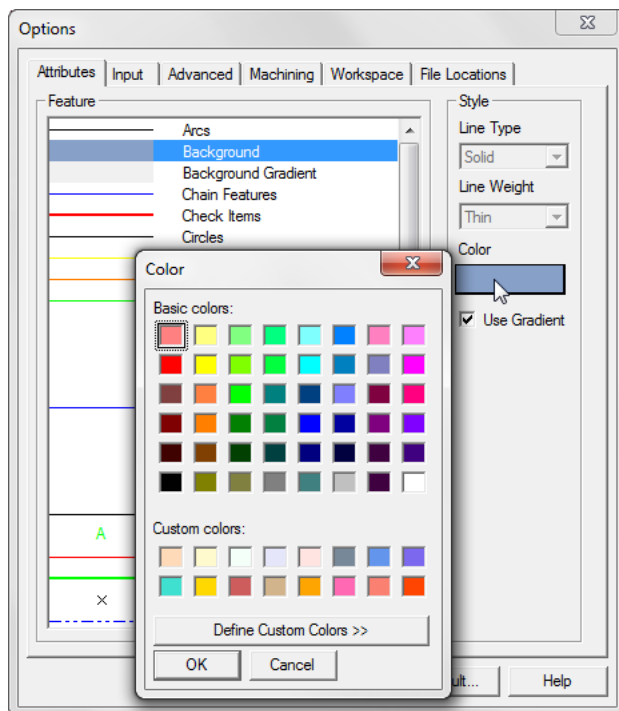 Options
Attributes Input Advanced Machining Workspace File Locations
Feature
Arcs
Background
Background Gradient
Chain Features
Check Items
Circles
A
Style
Line Type
Solid
Line Weight
Thin
Color
Use Gradient
Color
Basic colors:
Custom colors:
Define Custom Colors >>
OK Cancel
ult... Help